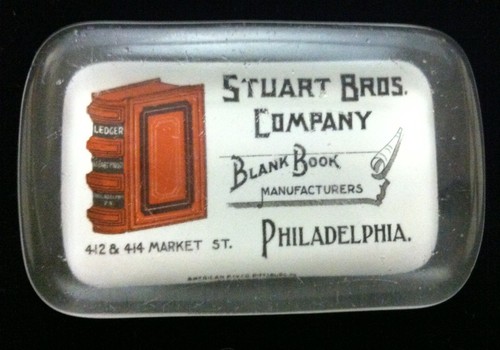 STUART BROS.
COMPANY
BLANK BOOK
MANUFACTURERS
PHILADELPHIA.
412 & 414 MARKET ST.
LEDGER